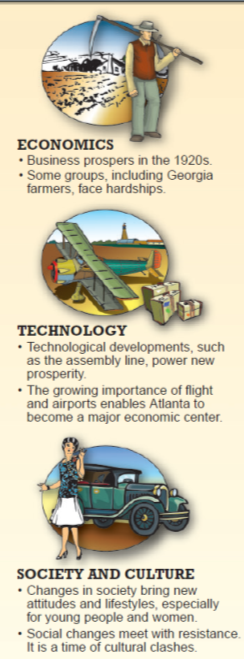 ECONOMICS
• Business prospers in the 1920s.
• Some groups, including Georgia
farmers, face hardships.
TECHNOLOGY
• Technological developments, such
as the assembly line, power new
prosperity.
• The growing importance of flight
and airports enables Atlanta to
become a major economic center.
SOCIETY AND CULTURE
• Changes in society bring new
attitudes and lifestyles, especially
for young people and women.
• Social changes meet with resistance.
It is a time of cultural clashes.